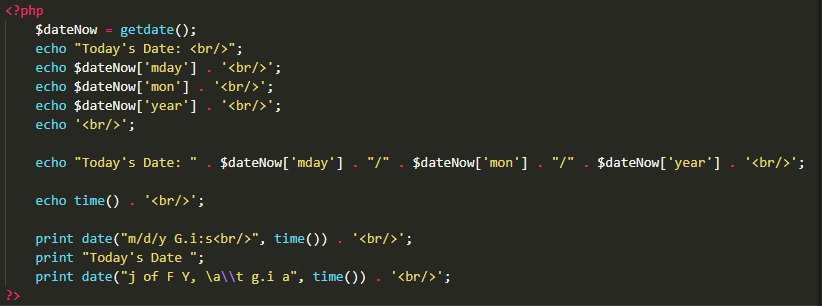 <?php
$dateNow = getdate();
echo "Today's Date: <br/>";
echo $dateNow['mday'] . '<br/>';
echo $dateNow['mon'] . '<br/>';
echo $dateNow['year'] . '<br/>';
echo '<br/>';
echo "Today's Date: " . $dateNow['mday'] . "/" . $dateNow['mon'] . "/" . $dateNow['year'] . '<br/>';
echo time() . '<br/>';
print date("m/d/y G.i:s<br/>", time()) . '<br/>';
print "Today's Date ";
print date("j of F Y, \a\\t g.i a", time()) . '<br/>';
?>